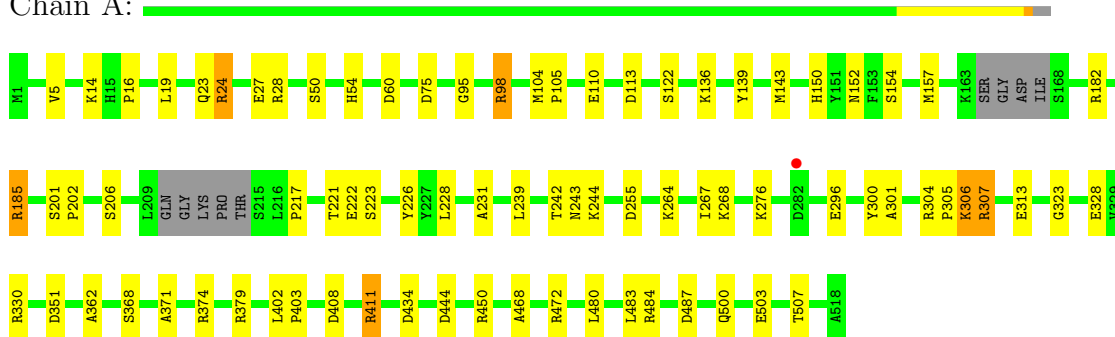 Chain A:
M1 V5 K14 H15 P16 L19 Q23 R24 E27 R28 S50 H54 D60 D75 G95 R98 M104 P105 E110 D113 S122 K136 Y139 M143 H150 Y151 N152 F153 S154 M157 K163 SER GLY ASP ILE S168 R182
R185 S201 P202 S206 L209 GLN GLY LYS PRO THR S215 L216 P217 T221 E222 S223 Y226 Y227 L228 A231 L239 T242 N243 K244 D255 K264 I267 K268 K276 D282 E296 Y300 A301 R304 P305 K306 R307 E313 G323 E328 V329
R330 D351 A362 S368 A371 R374 R379 L402 P403 D408 R411 D434 D444 R450 A468 R472 L480 L483 R484 D487 Q500 E503 T507 A518